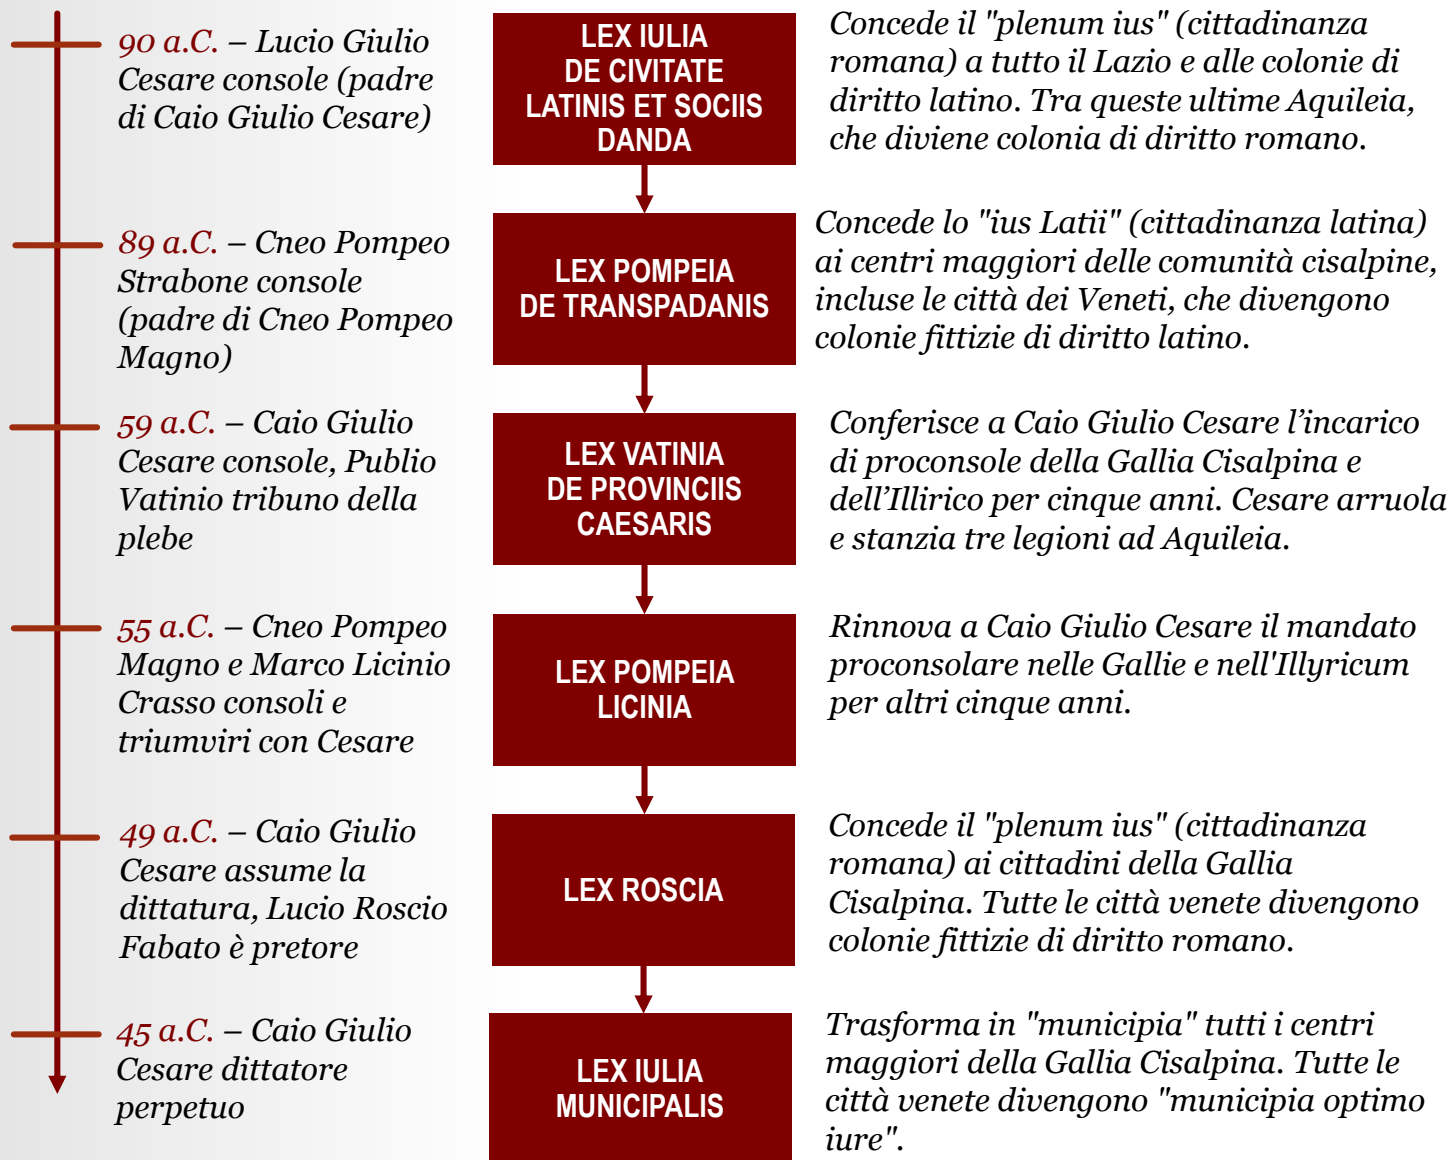 90 a.C. – Lucio Giulio
Cesare console (padre
di Caio Giulio Cesare)
LEX IULIA
DE CIVITATE
LATINIS ET SOCIIS
DANDA
Concede il "plenum ius" (cittadinanza
romana) a tutto il Lazio e alle colonie di
diritto latino. Tra queste ultime Aquileia,
che diviene colonia di diritto romano.
89 a.C. – Cneo Pompeo
Strabone console
(padre di Cneo Pompeo
Magno)
LEX POMPEIA
DE TRANSPADANIS
Concede lo "ius Latii" (cittadinanza latina)
ai centri maggiori delle comunità cisalpine,
incluse le città dei Veneti, che divengono
colonie fittizie di diritto latino.
59 a.C. – Caio Giulio
Cesare console, Publio
Vatinio tribuno della
plebe
LEX VATINIA
DE PROVINCIIS
CAESARIS
Conferisce a Caio Giulio Cesare l’incarico
di proconsole della Gallia Cisalpina e
dell’Illirico per cinque anni. Cesare arruola
e stanzia tre legioni ad Aquileia.
55 a.C. – Cneo Pompeo
Magno e Marco Licinio
Crasso consoli e
triumviri con Cesare
LEX POMPEIA
LICINIA
Rinnova a Caio Giulio Cesare il mandato
proconsolare nelle Gallie e nell'Illyricum
per altri cinque anni.
49 a.C. – Caio Giulio
Cesare assume la
dittatura, Lucio Roscio
Fabato è pretore
LEX ROSCIA
Concede il "plenum ius" (cittadinanza
romana) ai cittadini della Gallia
Cisalpina. Tutte le città venete divengono
colonie fittizie di diritto romano.
45 a.C. – Caio Giulio
Cesare dittatore
perpetuo
LEX IULIA
MUNICIPALIS
Trasforma in "municipia" tutti i centri
maggiori della Gallia Cisalpina. Tutte le
città venete divengono "municipia optimo
iure".